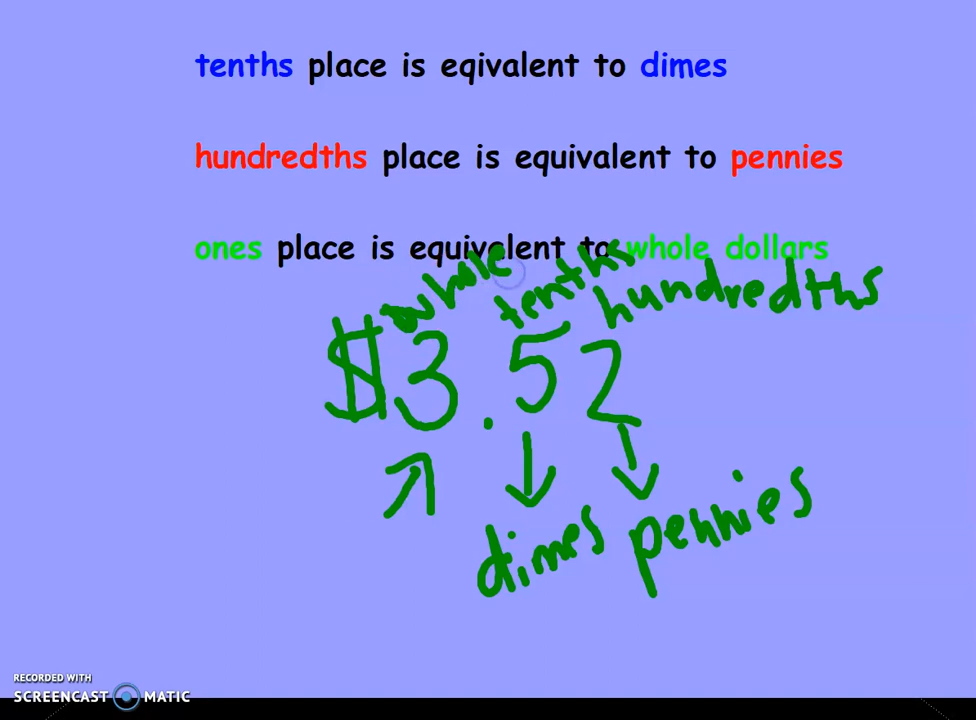 tenths place is eqivalent to dimes
hundredths place is equivalent to pennies
ones place is equivalent to whole dollars
whole tenths hundredths
$3.52
dimes pennies
RECORDED WITH
SCREENCAST MATIC